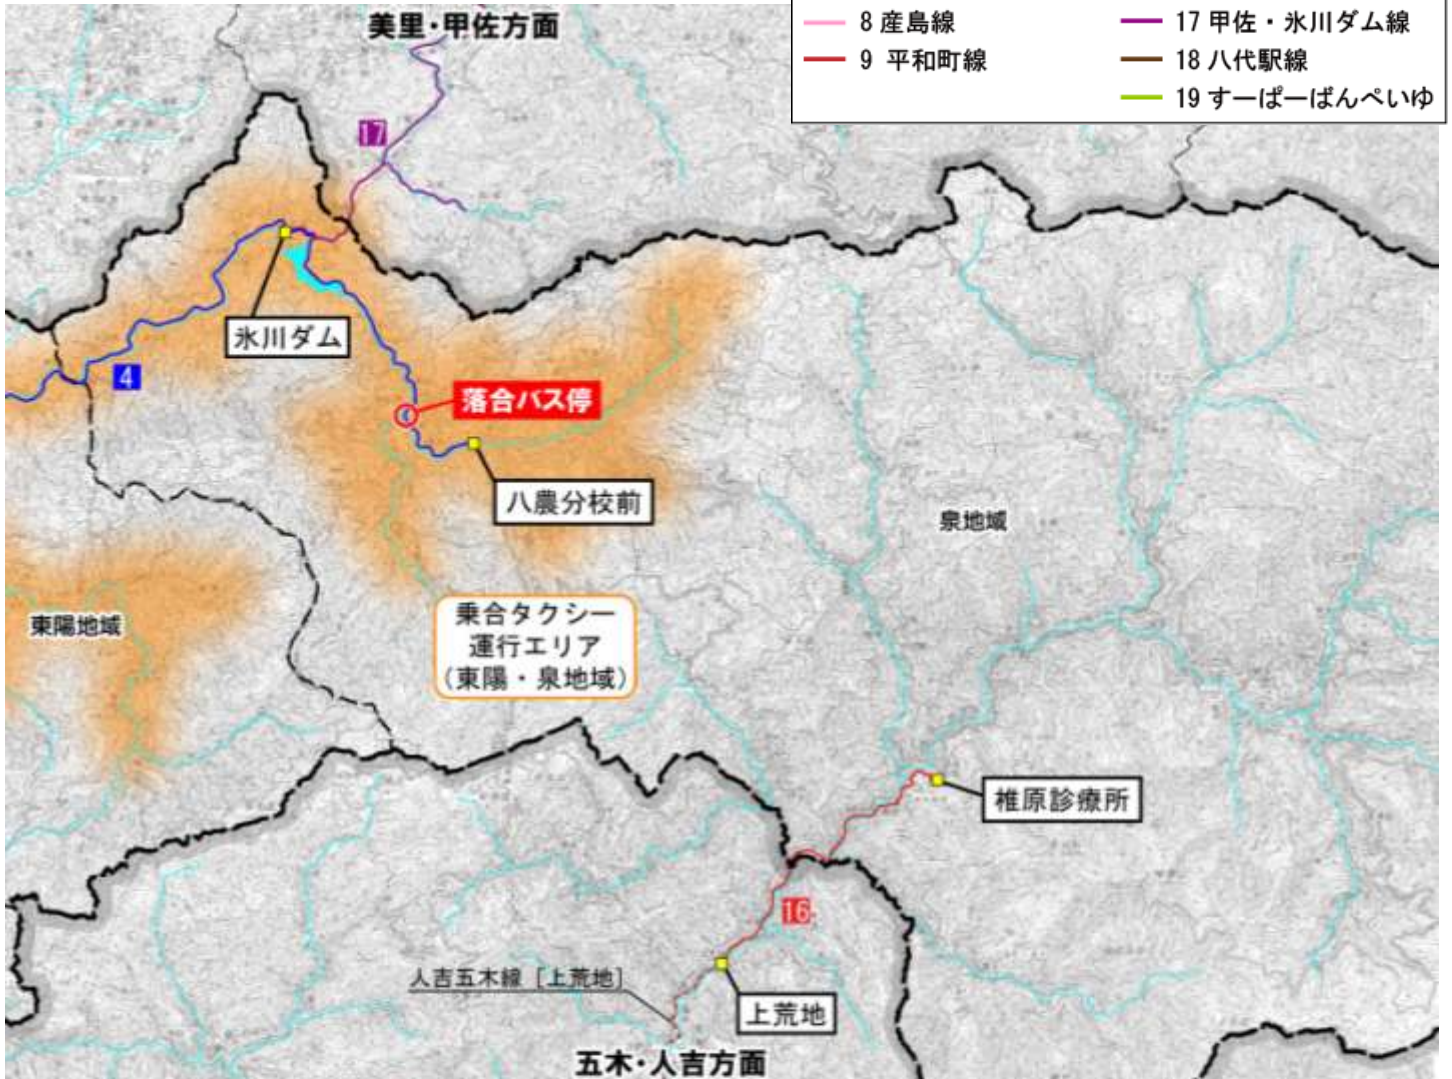 美里・甲佐方面
8 産島線
17 甲佐・氷川ダム線
9 平和町線
18 八代駅線
19 すーぱーばんぺいゆ
17
氷川ダム
4
落合バス停
八農分校前
泉地域
東陽地域
乗合タクシー
運行エリア
(東陽・泉地域)
椎原診療所
16
人吉五木線［上荒地］
上荒地
五木・人吉方面